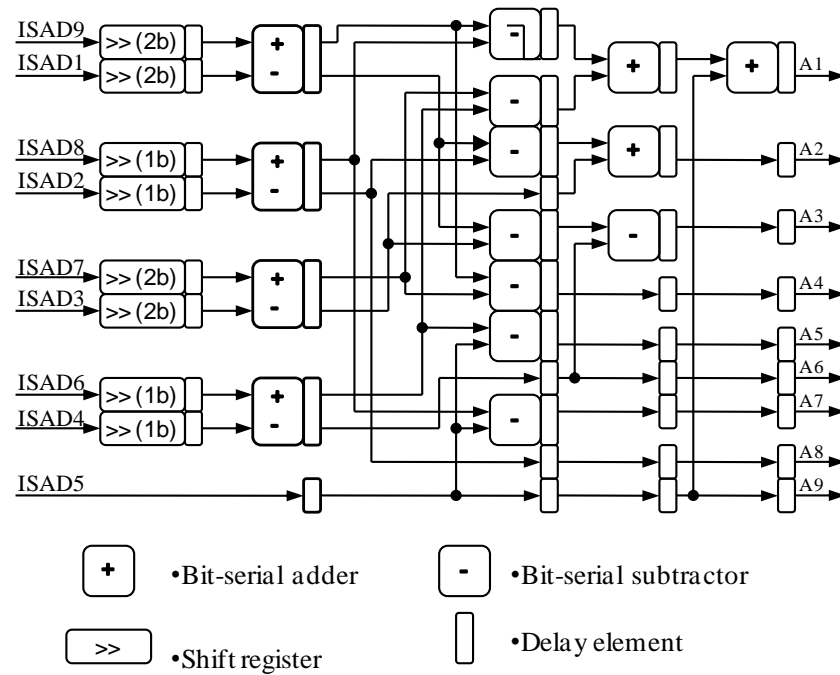 ISAD9
>> (2b)
+
-
A1
ISAD1
>> (2b)
-
+
+
ISAD8
>> (1b)
+
-
+
A2
ISAD2
>> (1b)
-
ISAD7
>> (2b)
+
-
-
-
A3
ISAD3
>> (2b)
-
A4
-
A5
ISAD6
>> (1b)
+
-
A6
ISAD4
>> (1b)
-
A7
A8
ISAD5
A9
+ •Bit-serial adder
- •Bit-serial subtractor
>> •Shift register
•Delay element